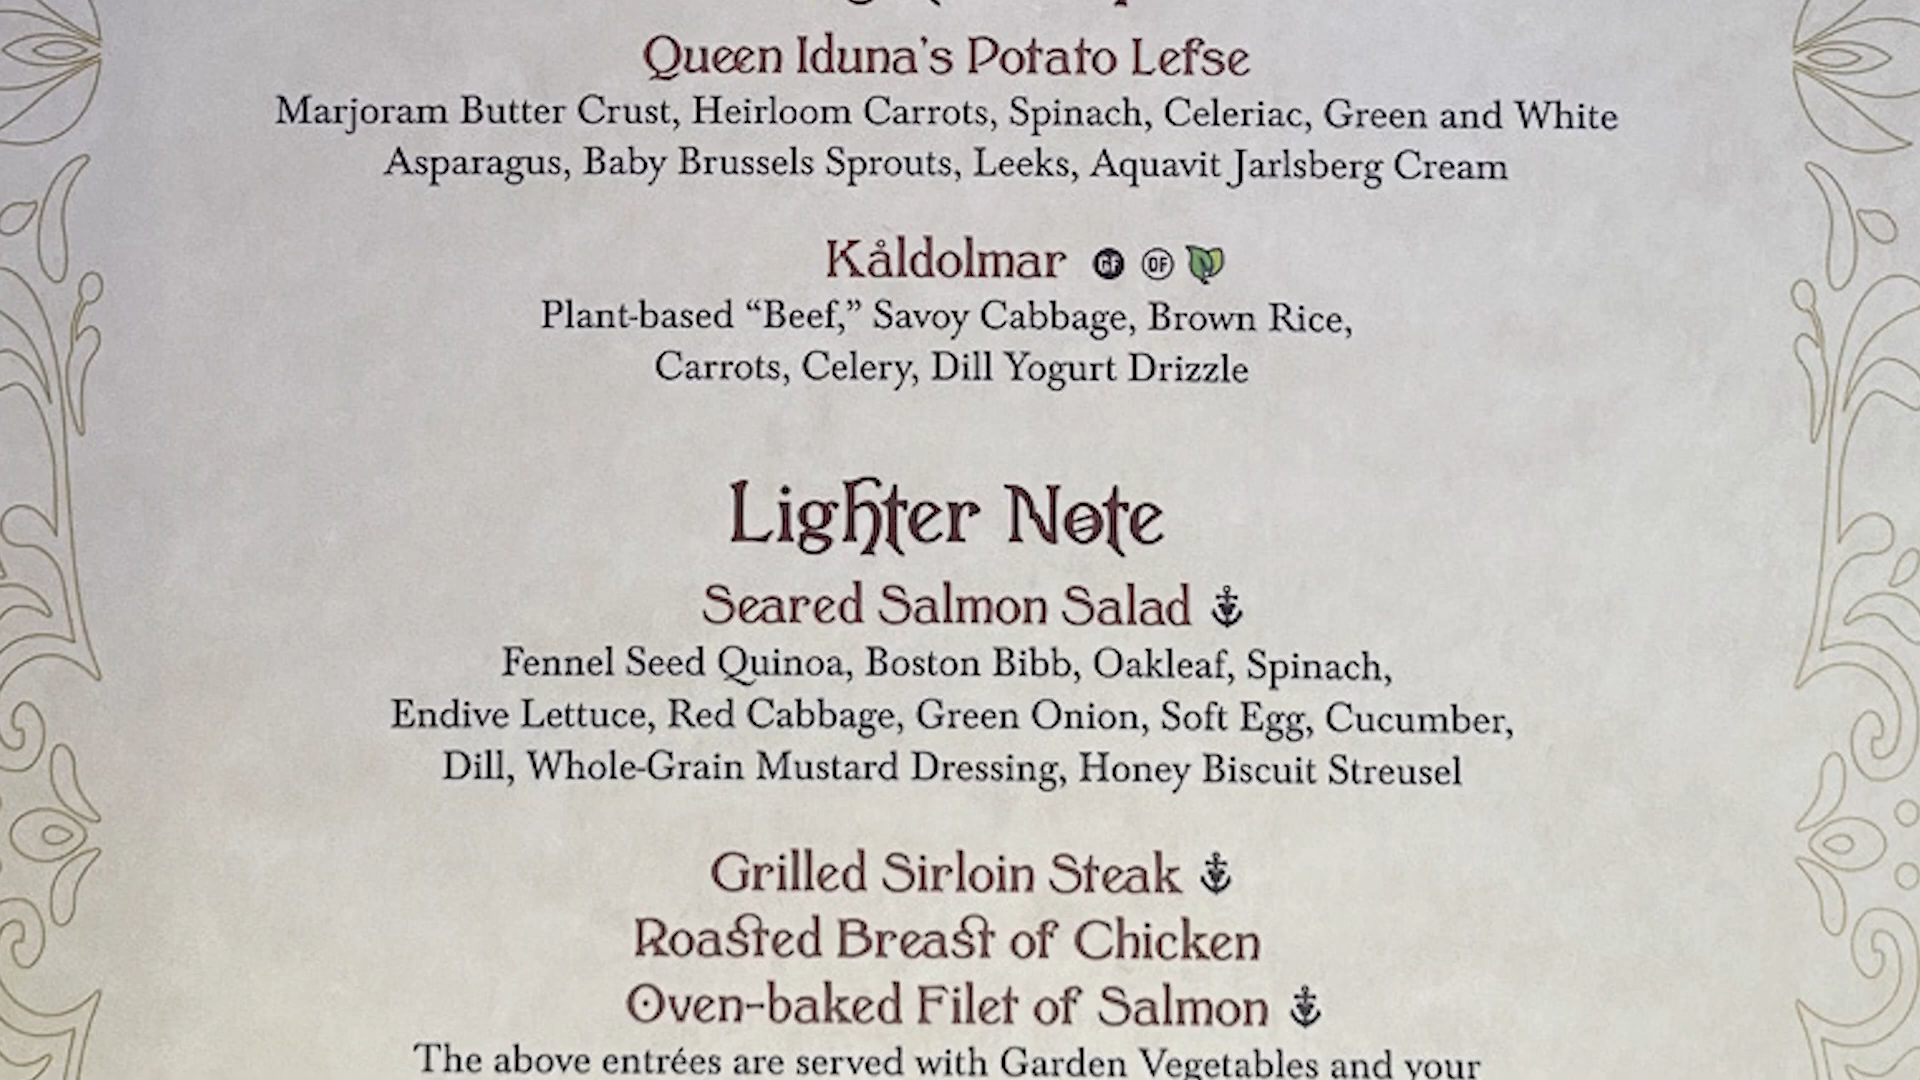 Queen Iduna's Potato Lefse
Marjoram Butter Crust, Heirloom Carrots, Spinach, Celeriac, Green and White
Asparagus, Baby Brussels Sprouts, Leeks, Aquavit Jarlsberg Cream
Kåldolmar GF DF
Plant-based “Beef,” Savoy Cabbage, Brown Rice,
Carrots, Celery, Dill Yogurt Drizzle
Lighter Note
Seared Salmon Salad
Fennel Seed Quinoa, Boston Bibb, Oakleaf, Spinach,
Endive Lettuce, Red Cabbage, Green Onion, Soft Egg, Cucumber,
Dill, Whole-Grain Mustard Dressing, Honey Biscuit Streusel
Grilled Sirloin Steak
Roasted Breast of Chicken
Oven-baked Filet of Salmon
The above entrées are served with Garden Vegetables and your